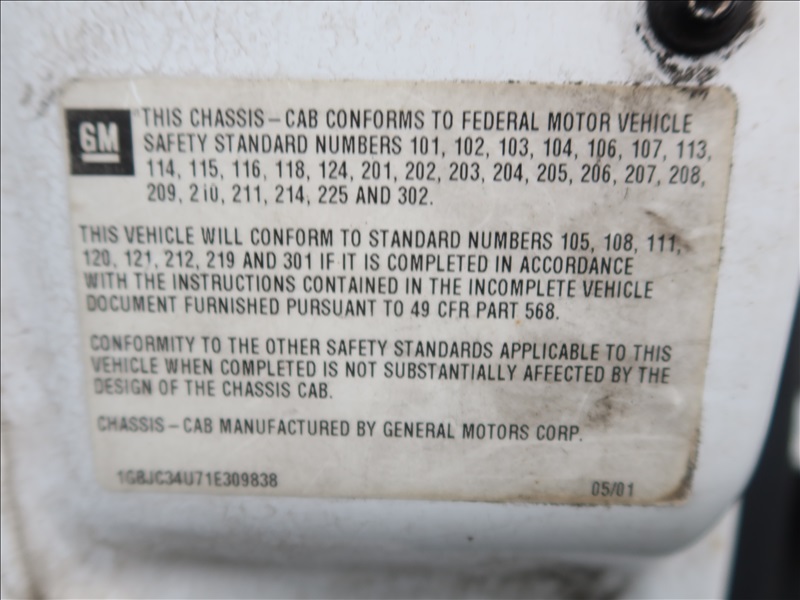 GM
THIS CHASSIS-CAB CONFORMS TO FEDERAL MOTOR VEHICLE
SAFETY STANDARD NUMBERS 101, 102, 103, 104, 106, 107, 113,
114, 115, 116, 118, 124, 201, 202, 203, 204, 205, 206, 207, 208,
209, 210, 211, 214, 225 AND 302.
THIS VEHICLE WILL CONFORM TO STANDARD NUMBERS 105, 108, 111,
120, 121, 212, 219 AND 301 IF IT IS COMPLETED IN ACCORDANCE
WITH THE INSTRUCTIONS CONTAINED IN THE INCOMPLETE VEHICLE
DOCUMENT FURNISHED PURSUANT TO 49 CFR PART 568.
CONFORMITY TO THE OTHER SAFETY STANDARDS APPLICABLE TO THIS
VEHICLE WHEN COMPLETED IS NOT SUBSTANTIALLY AFFECTED BY THE
DESIGN OF THE CHASSIS CAB.
CHASSIS-CAB MANUFACTURED BY GENERAL MOTORS CORP.
1GBJC34U71E309838
05/01